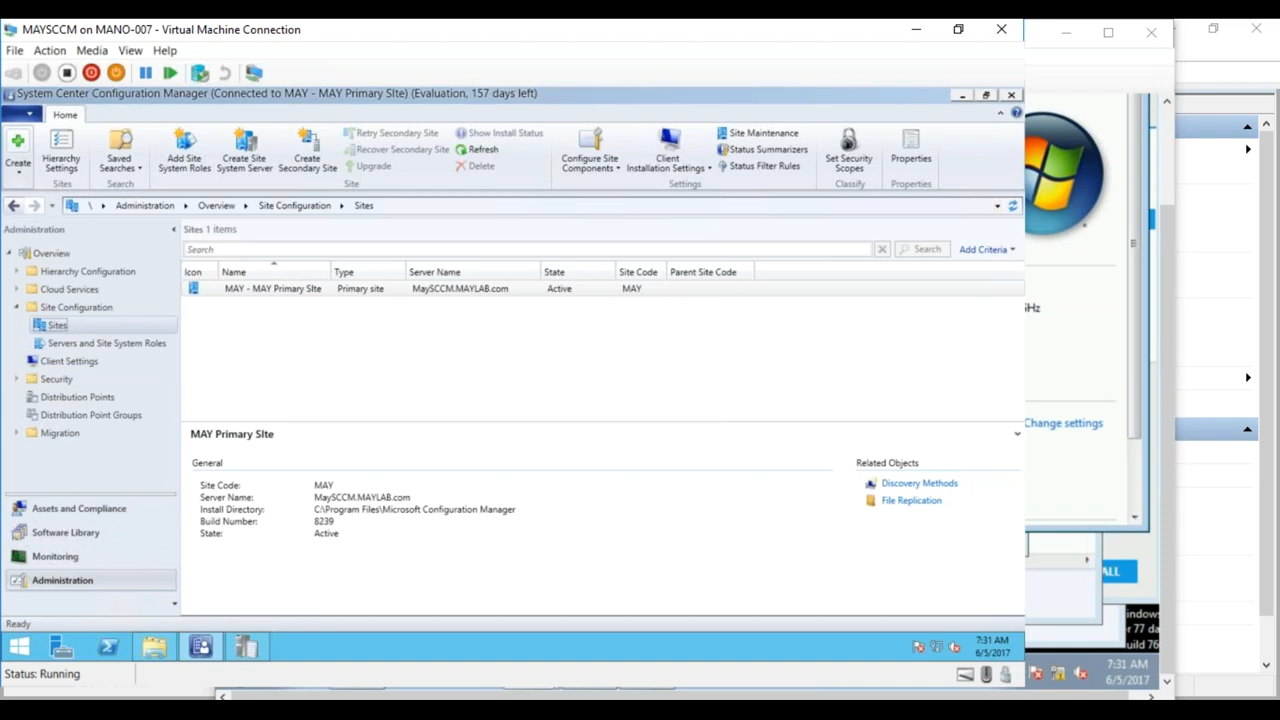 MAYSCCM on MANO-007 - Virtual Machine Connection
File Action Media View Help
System Center Configuration Manager (Connected to MAY - MAY Primary SIte) (Evaluation, 157 days left)
Home
Create
Hierarchy Settings
Sites
Saved Searches
Search
Add Site System Roles
Create Site System Server
Create Secondary Site
Retry Secondary Site
Recover Secondary Site
Upgrade
Show Install Status
Refresh
Delete
Site
Configure Site Components
Client Installation Settings
Site Maintenance
Status Summarizers
Status Filter Rules
Settings
Set Security Scopes
Classify
Properties
Properties
\ Administration Overview Site Configuration Sites
Administration
Overview
Hierarchy Configuration
Cloud Services
Site Configuration
Sites
Servers and Site System Roles
Client Settings
Security
Distribution Points
Distribution Point Groups
Migration
Assets and Compliance
Software Library
Monitoring
Administration
Sites 1 items
Search Search Add Criteria
Icon Name Type Server Name State Site Code Parent Site Code
MAY - MAY Primary SIte Primary site MaySCCM.MAYLAB.com Active MAY
MAY Primary SIte
General
Site Code: MAY
Server Name: MaySCCM.MAYLAB.com
Install Directory: C:\Program Files\Microsoft Configuration Manager
Build Number: 8239
State: Active
Related Objects
Discovery Methods
File Replication
Ready
7:31 AM
6/5/2017
Status: Running
Hz
Change settings
ALL
indows
r 77 da
uild 76
7:31 AM
6/5/2017